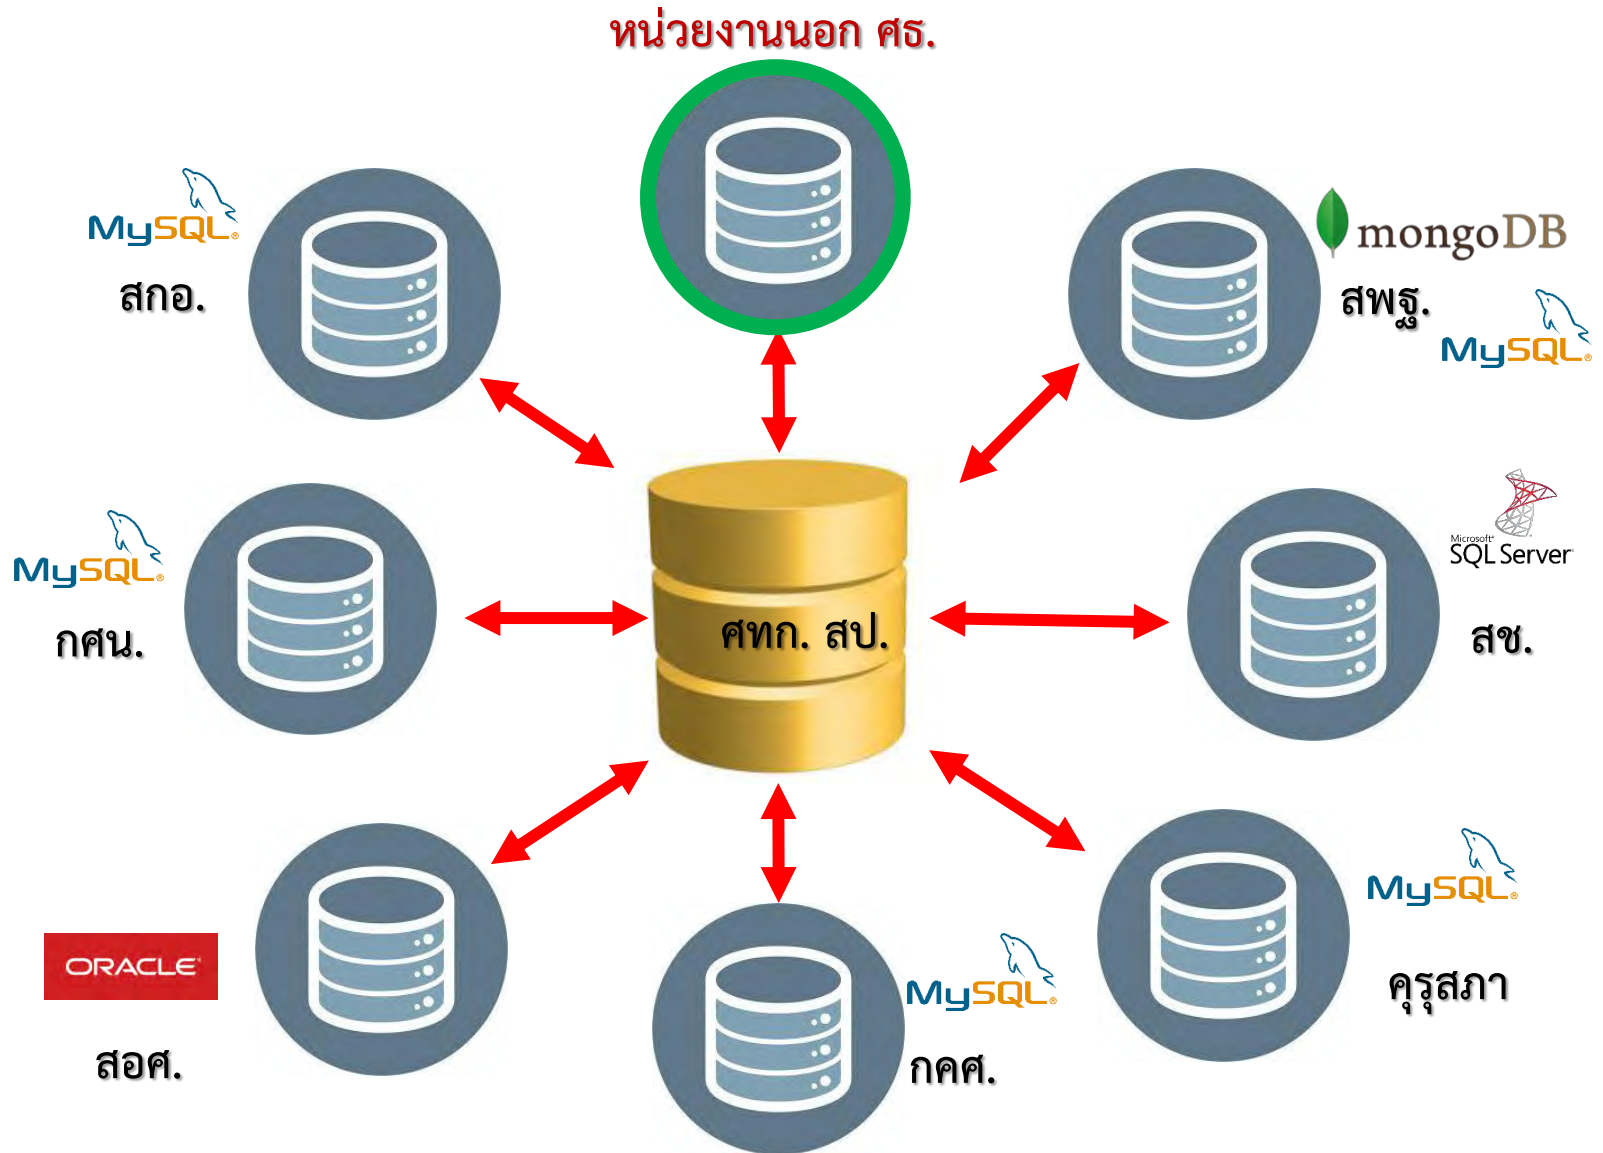 หน่วยงานนอก ศธ.
MySQL®
สกอ.
mongoDB
สพฐ.
MySQL®
MySQL®
กศน.
ศทก. สป.
Microsoft®
SQL Server®
สช.
ORACLE®
สอศ.
MySQL®
กคศ.
MySQL®
คุรุสภา